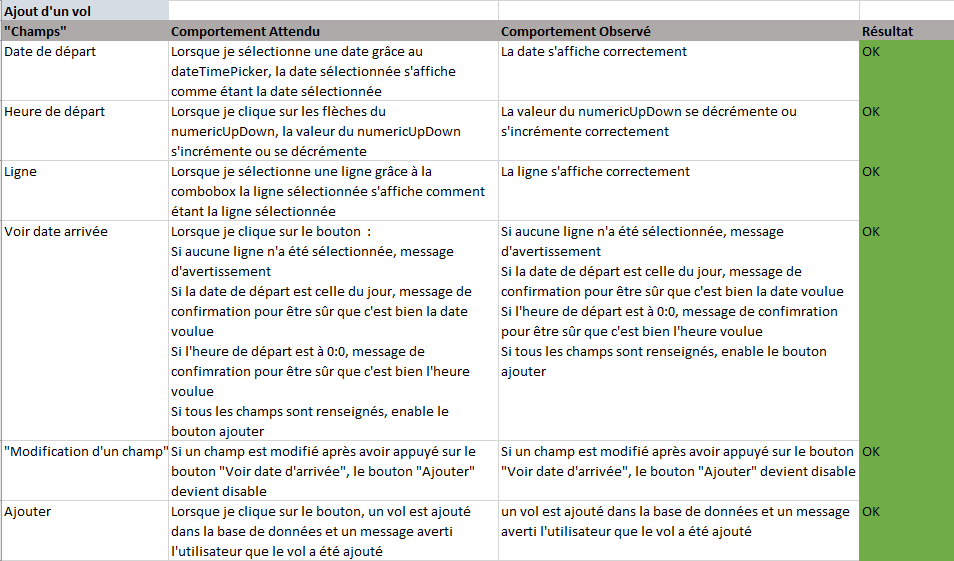 Ajout d'un vol
"Champs" Comportement Attendu Comportement Observé Résultat
Date de départ
Lorsque je sélectionne une date grâce au
dateTimePicker, la date sélectionnée s'affiche
comme étant la date sélectionnée
La date s'affiche correctement
OK
Heure de départ
Lorsque je clique sur les flèches du
numericUpDown, la valeur du numericUpDown
s'incrémente ou se décrémente
La valeur du numericUpDown se décrémente ou
s'incrémente correctement
OK
Ligne
Lorsque je sélectionne une ligne grâce à la
combobox la ligne sélectionnée s'affiche comment
étant la ligne sélectionnée
La ligne s'affiche correctement
OK
Voir date arrivée
Lorsque je clique sur le bouton :
Si aucune ligne n'a été sélectionnée, message
d'avertissement
Si la date de départ est celle du jour, message de
confirmation pour être sûr que c'est bien la date
voulue
Si l'heure de départ est à 0:0, message de
confimration pour être sûr que c'est bien l'heure
voulue
Si tous les champs sont renseignés, enable le
bouton ajouter
Si aucune ligne n'a été sélectionnée, message
d'avertissement
Si la date de départ est celle du jour, message de
confirmation pour être sûr que c'est bien la date voulue
Si l'heure de départ est à 0:0, message de confimration
pour être sûr que c'est bien l'heure voulue
Si tous les champs sont renseignés, enable le bouton
ajouter
OK
"Modification d'un champ"
Si un champ est modifié après avoir appuyé sur le
bouton "Voir date d'arrivée", le bouton "Ajouter"
devient disable
Si un champ est modifié après avoir appuyé sur le bouton
"Voir date d'arrivée", le bouton "Ajouter" devient disable
OK
Ajouter
Lorsque je clique sur le bouton, un vol est ajouté
dans la base de données et un message averti
l'utilisateur que le vol a été ajouté
un vol est ajouté dans la base de données et un message
averti l'utilisateur que le vol a été ajouté
OK